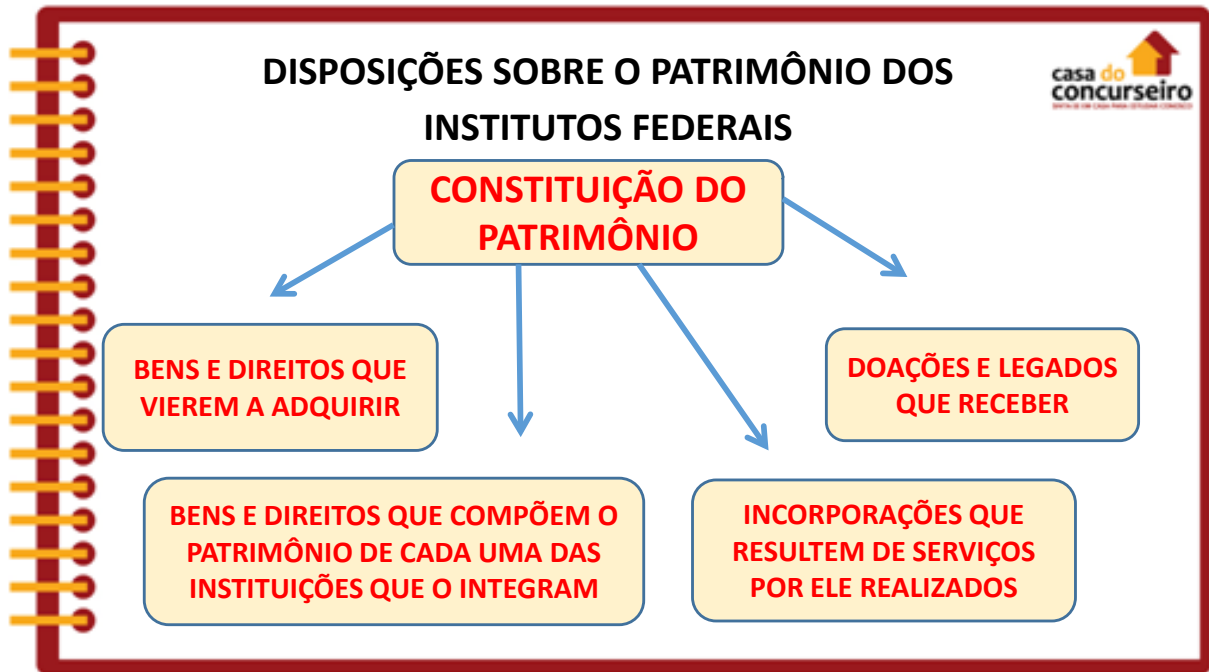 DISPOSIÇÕES SOBRE O PATRIMÔNIO DOS
INSTITUTOS FEDERAIS
casa do
concurseiro
CONSTITUIÇÃO DO
PATRIMÔNIO
BENS E DIREITOS QUE
VIEREM A ADQUIRIR
DOAÇÕES E LEGADOS
QUE RECEBER
BENS E DIREITOS QUE COMPÕEM O
PATRIMÔNIO DE CADA UMA DAS
INSTITUIÇÕES QUE O INTEGRAM
INCORPORAÇÕES QUE
RESULTEM DE SERVIÇOS
POR ELE REALIZADOS